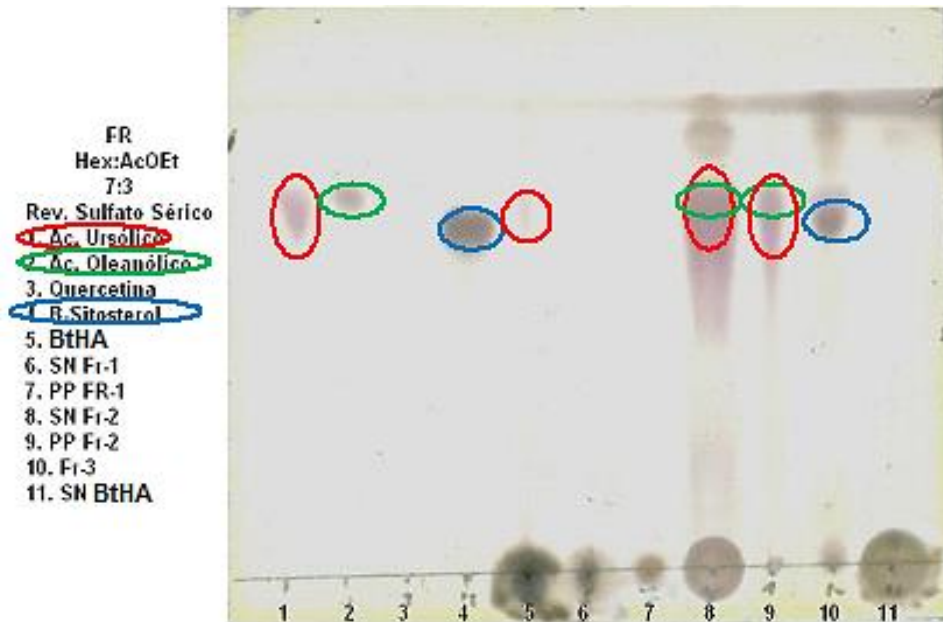 FR
Hex:AcOEt
7:3
Rev. Sulfato Sérico
1. Ac. Ursólico
2. Ac. Oleanólico
3. Quercetina
4. B-Sitosterol
5. BtHA
6. SN Fr-1
7. PP FR-1
8. SN Fr-2
9. PP Fr-2
10. Fr-3
11. SN BtHA
1 2 3 4 5 6 7 8 9 10 11